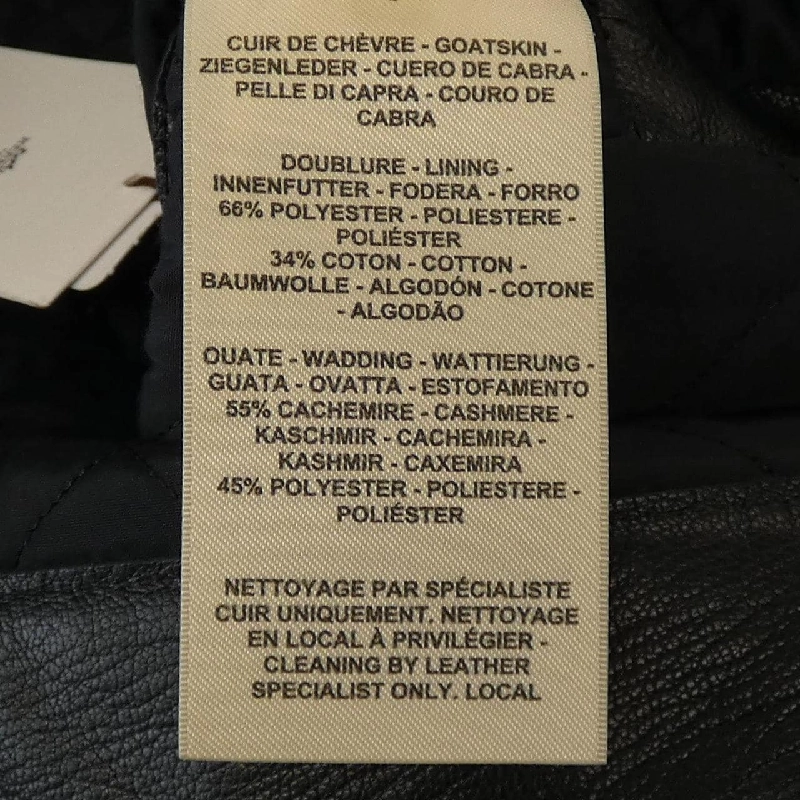 CUIR DE CHÈVRE - GOATSKIN -
ZIEGENLEDER - CUERO DE CABRA -
PELLE DI CAPRA - COURO DE
CABRA
DOUBLURE - LINING -
INNENFUTTER - FODERA - FORRO
66% POLYESTER - POLIESTERE -
POLIÉSTER
34% COTON - COTTON -
BAUMWOLLE - ALGODÓN - COTONE
- ALGODÃO
OUATE - WADDING - WATTIERUNG -
GUATA - OVATTA - ESTOFAMENTO
55% CACHEMIRE - CASHMERE -
KASCHMIR - CACHEMIRA -
KASHMIR - CAXEMIRA
45% POLYESTER - POLIESTERE -
POLIÉSTER
NETTOYAGE PAR SPÉCIALISTE
CUIR UNIQUEMENT. NETTOYAGE
EN LOCAL À PRIVILÉGIER -
CLEANING BY LEATHER
SPECIALIST ONLY. LOCAL